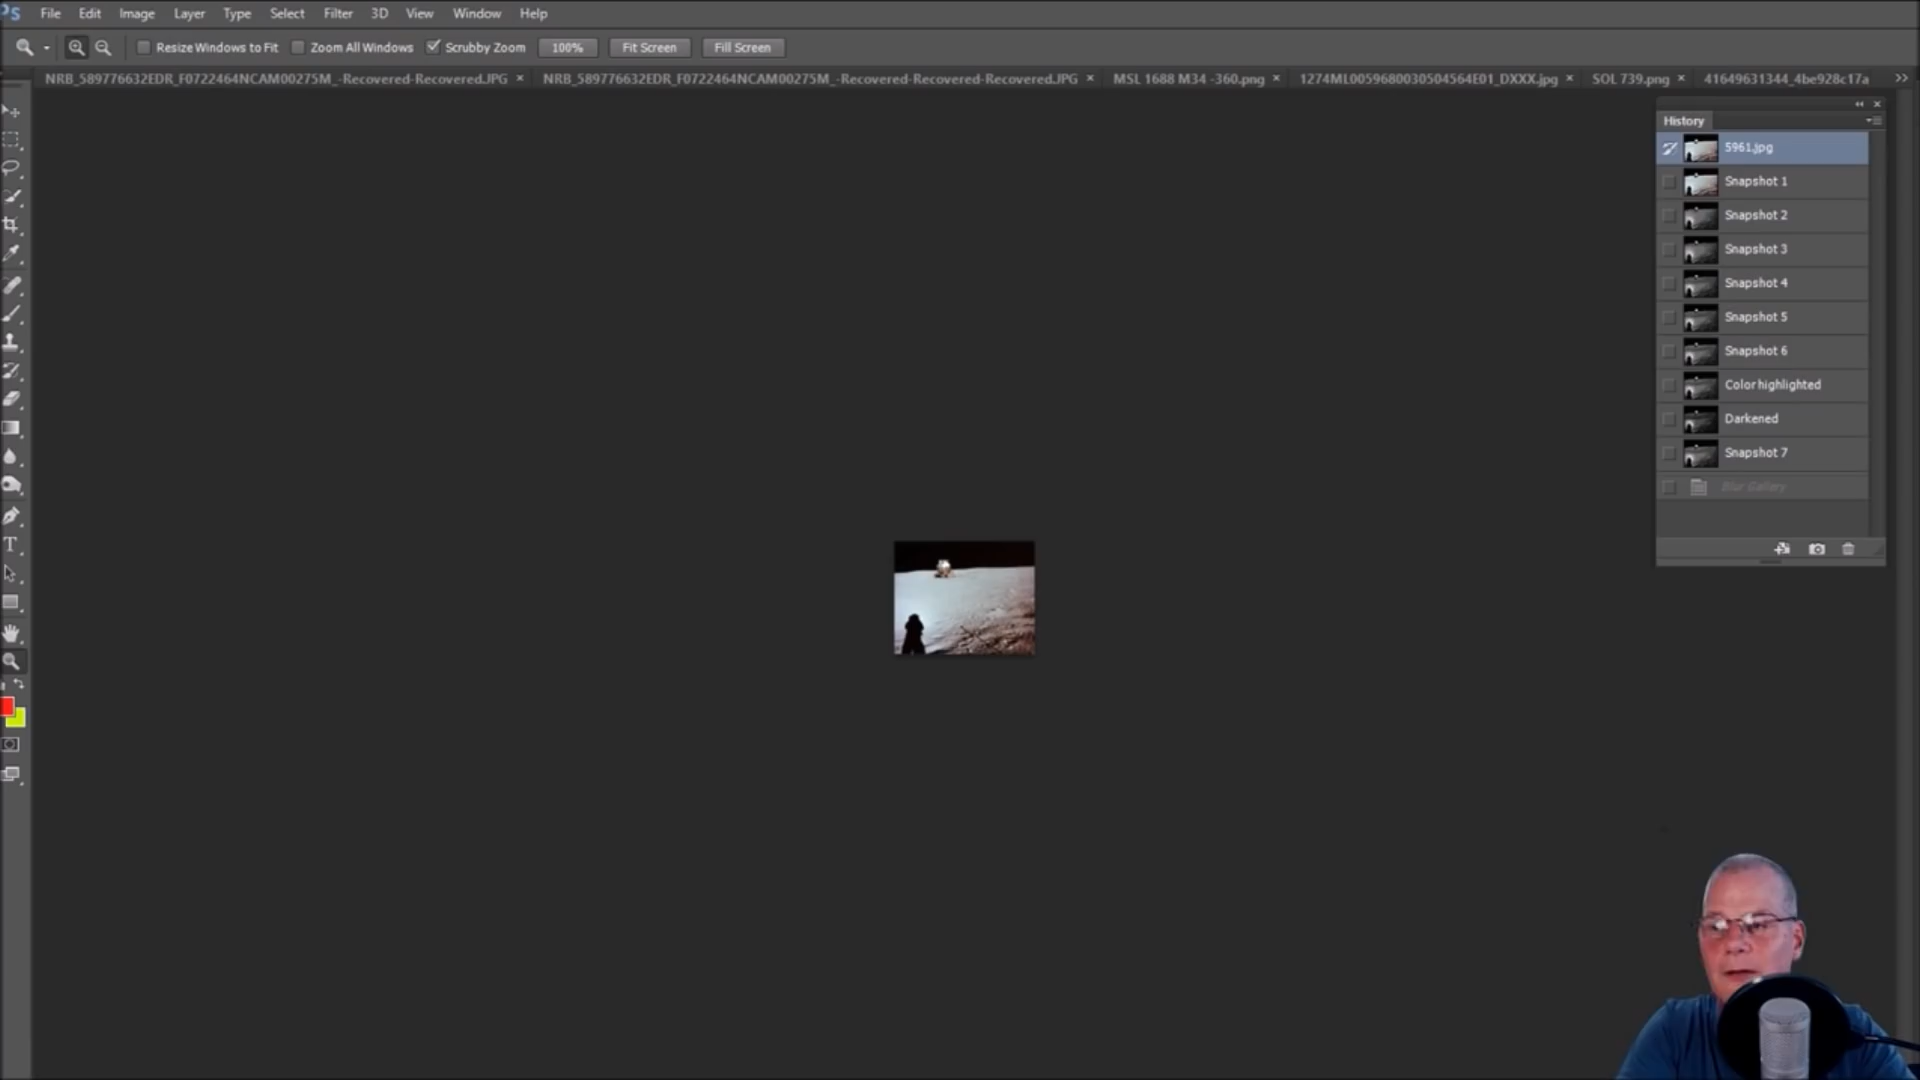 Ps File Edit Image Layer Type Select Filter 3D View Window Help
Resize Windows to Fit Zoom All Windows Scrubby Zoom 100% Fit Screen Fill Screen
NRB_589776632EDR_F0722464NCAM00275M_-Recovered-Recovered.JPG × NRB_589776632EDR_F0722464NCAM00275M_-Recovered-Recovered-Recovered.JPG × MSL 1688 M34 -360.png × 1274ML0059680030504564E01_DXXX.jpg × SOL 739.png × 41649631344_4be928c17a
History
5961.jpg
Snapshot 1
Snapshot 2
Snapshot 3
Snapshot 4
Snapshot 5
Snapshot 6
Color highlighted
Darkened
Snapshot 7
Blur Gallery